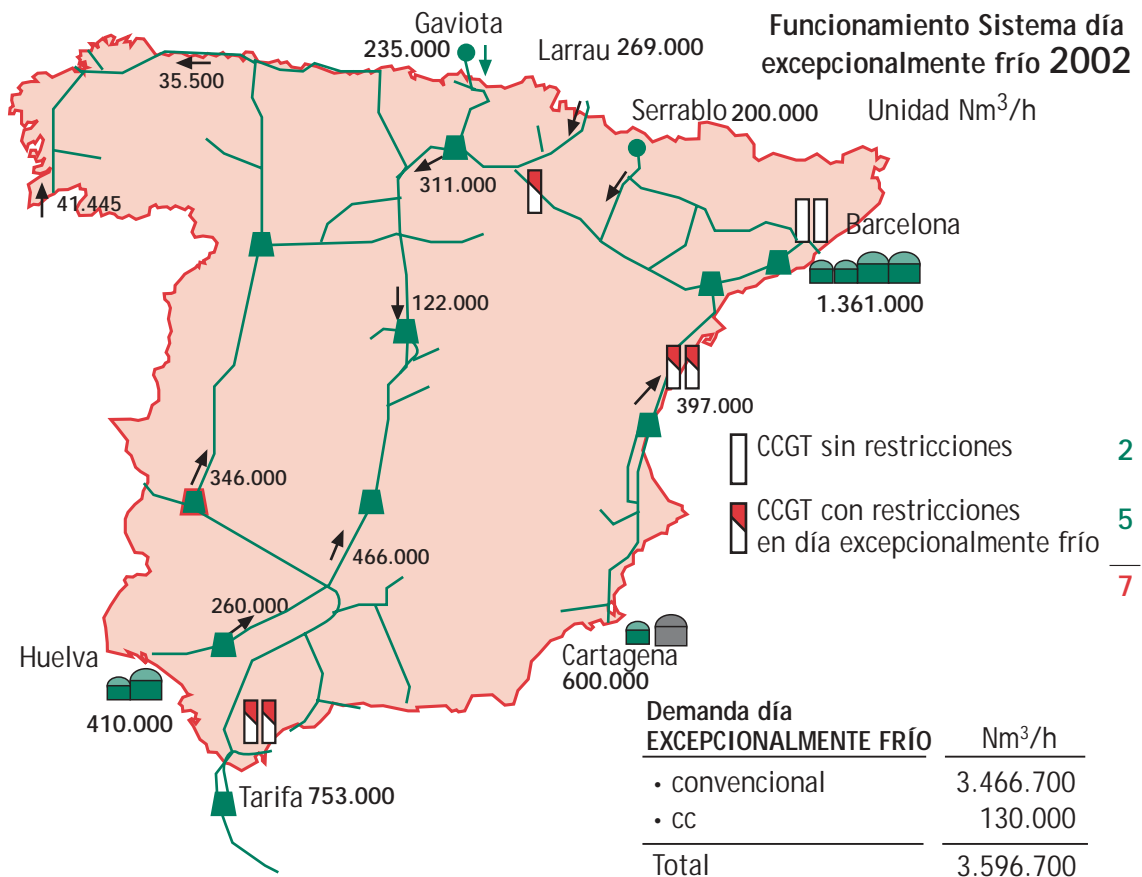 Funcionamiento Sistema día
excepcionalmente frío 2002
Unidad Nm³/h
Gaviota
235.000
Larrau 269.000
Serrablo 200.000
35.500
311.000
41.445
Barcelona
1.361.000
122.000
397.000
346.000
466.000
260.000
Huelva
410.000
Cartagena
600.000
Tarifa 753.000
CCGT sin restricciones 2
CCGT con restricciones
en día excepcionalmente frío 5
7
Demanda día
EXCEPCIONALMENTE FRÍO Nm³/h
• convencional 3.466.700
• cc 130.000
Total 3.596.700